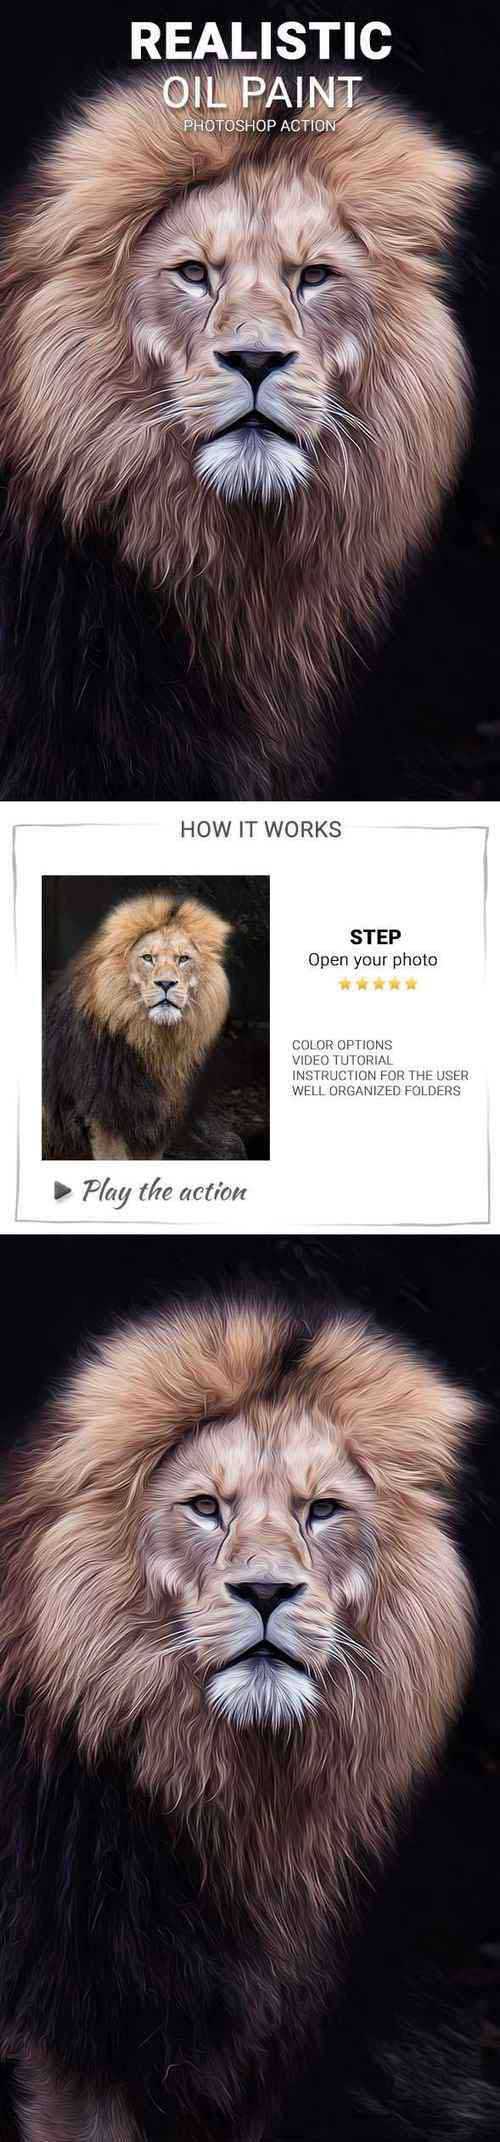 REALISTIC
OIL PAINT
PHOTOSHOP ACTION
HOW IT WORKS
STEP
Open your photo
COLOR OPTIONS
VIDEO TUTORIAL
INSTRUCTION FOR THE USER
WELL ORGANIZED FOLDERS
Play the action